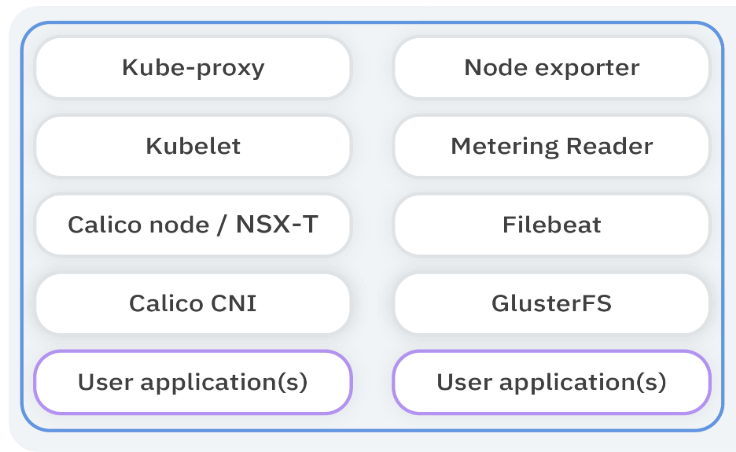 Kube-proxy
Node exporter
Kubelet
Metering Reader
Calico node / NSX-T
Filebeat
Calico CNI
GlusterFS
User application(s)
User application(s)